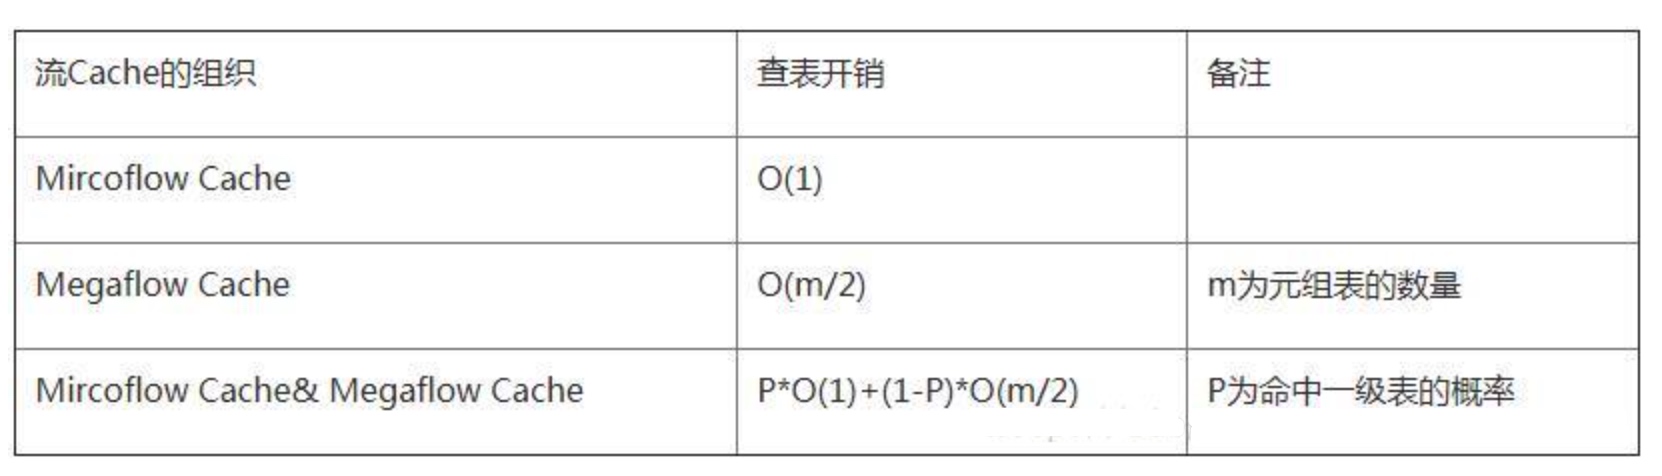 流Cache的组织 查表开销 备注
Mircoflow Cache O(1)
Megaflow Cache O(m/2) m为元组表的数量
Mircoflow Cache& Megaflow Cache P*O(1)+(1-P)*O(m/2) P为命中一级表的概率